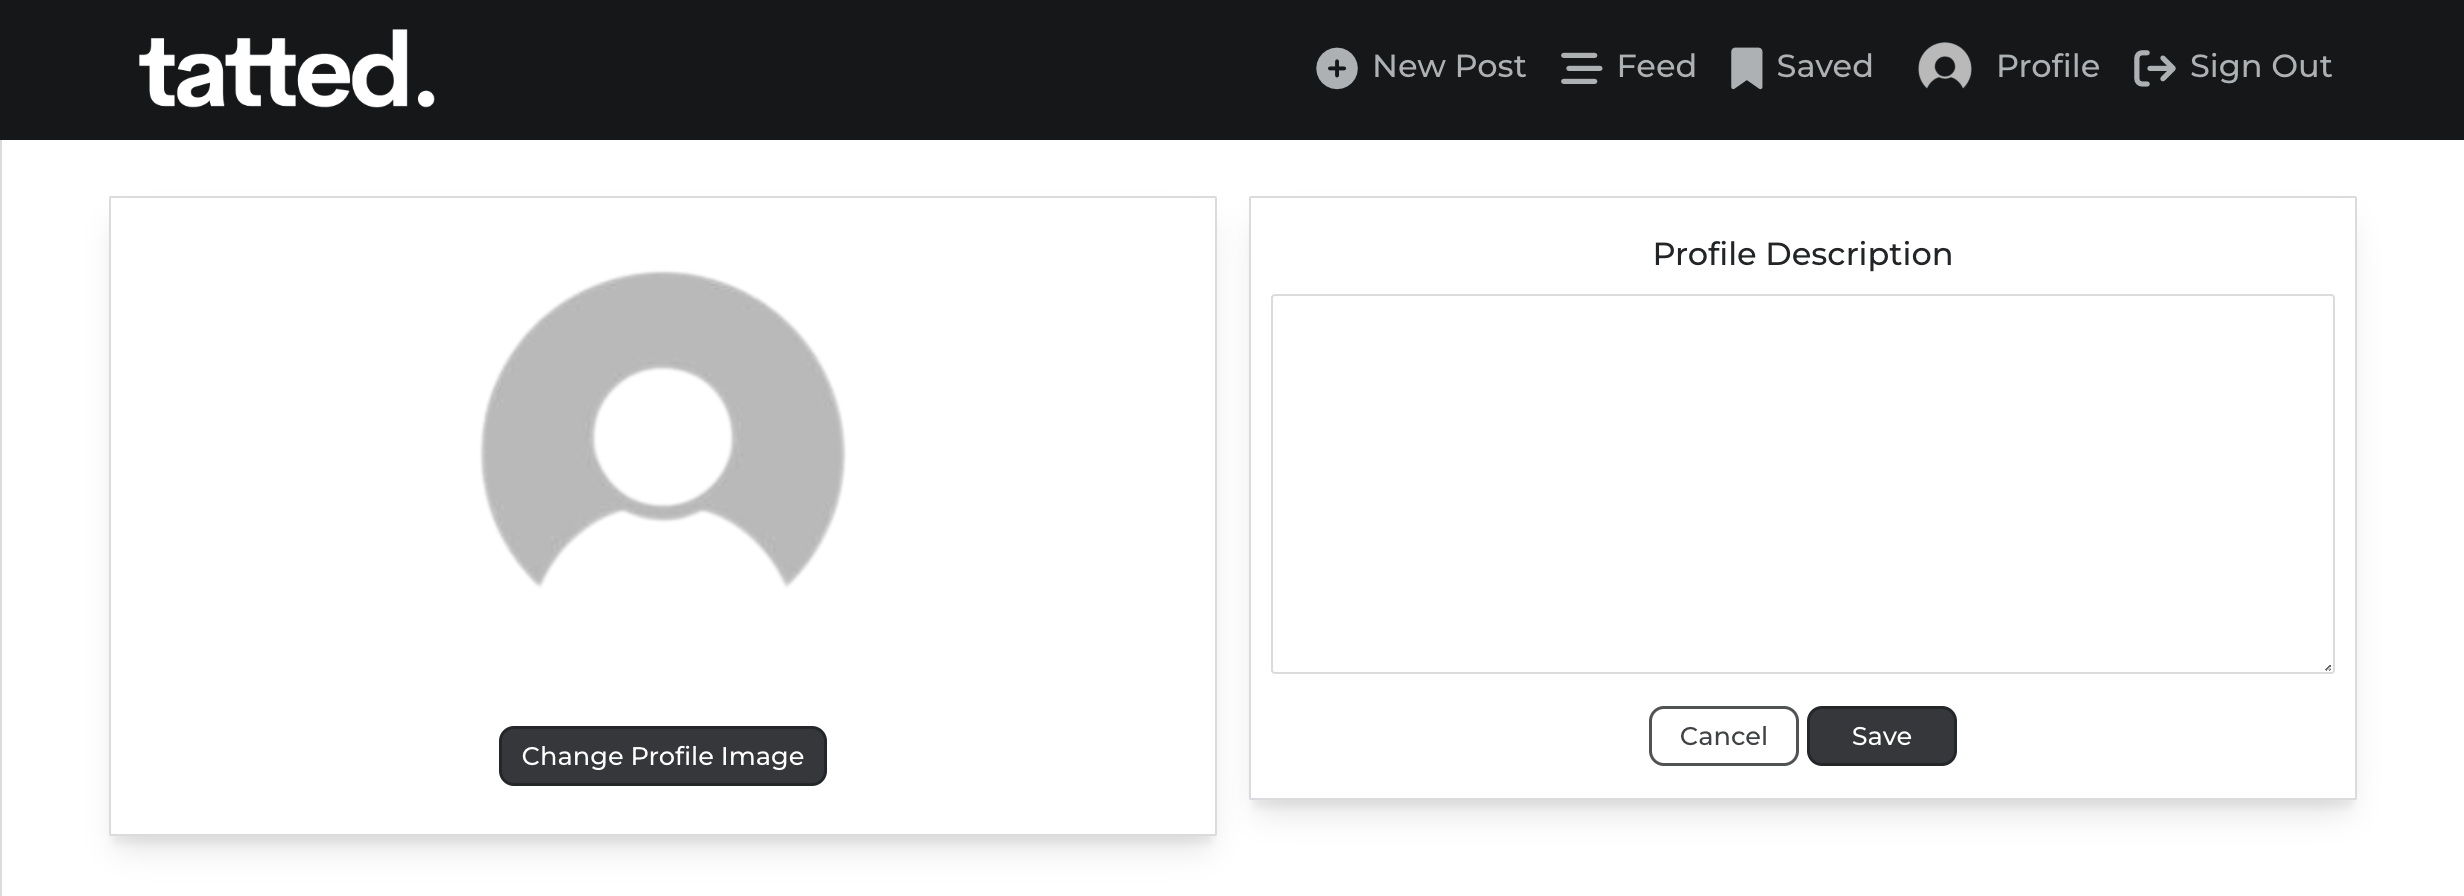 tatted.
New Post Feed Saved Profile Sign Out
Profile Description
Change Profile Image
Cancel Save